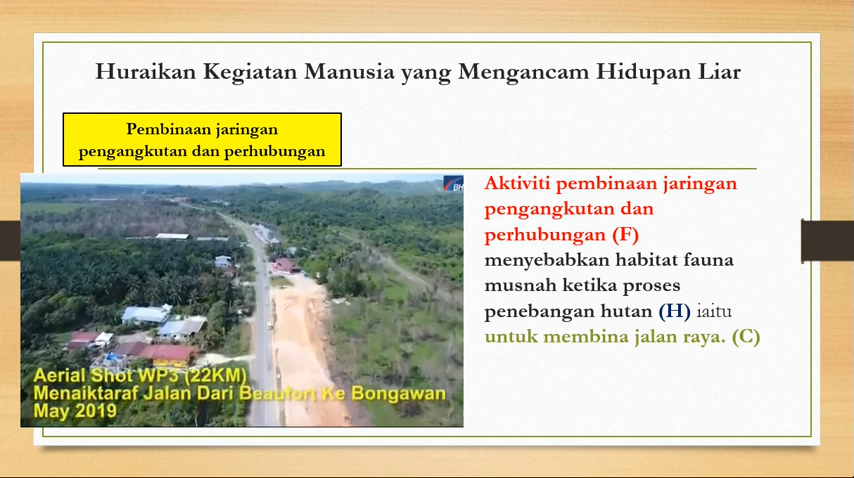 Huraikan Kegiatan Manusia yang Mengancam Hidupan Liar
Pembinaan jaringan
pengangkutan dan perhubungan
BH
Aktiviti pembinaan jaringan
pengangkutan dan
perhubungan (F)
menyebabkan habitat fauna
musnah ketika proses
penebangan hutan (H) iaitu
untuk membina jalan raya. (C)
Aerial Shot WP3 (22KM)
Menaiktaraf Jalan Dari Beaufort Ke Bongawan
May 2019